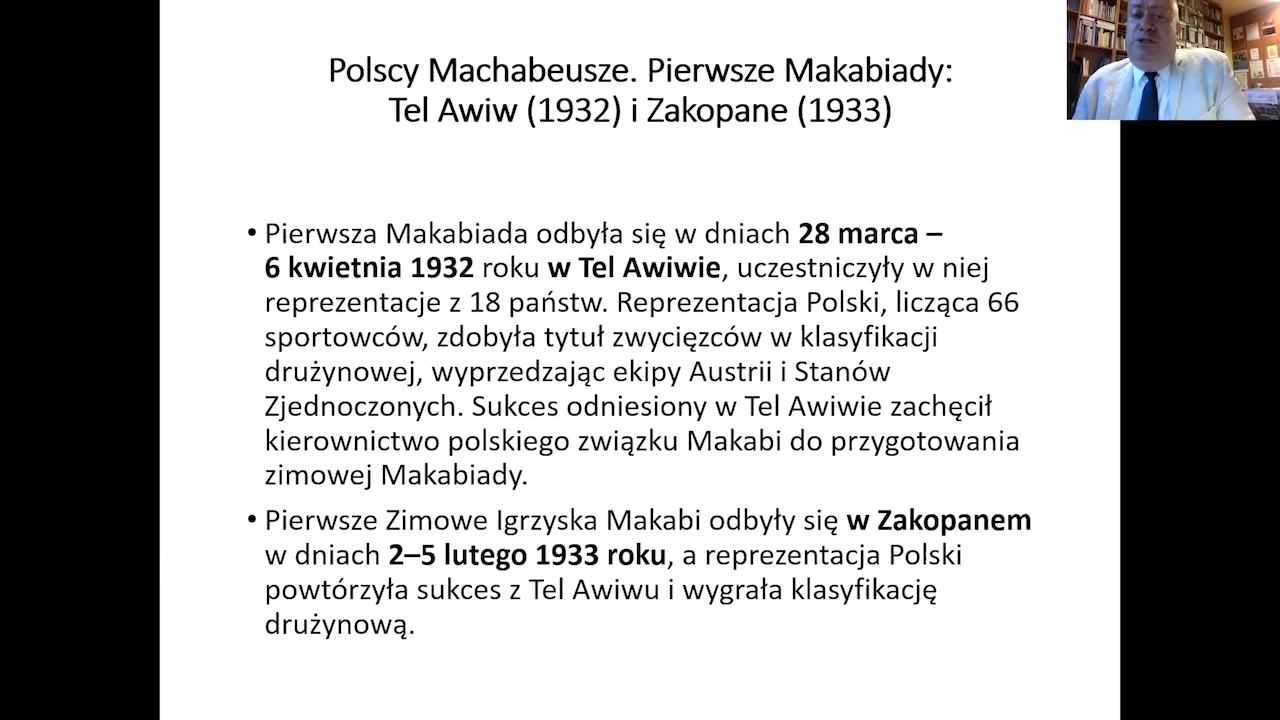 Polscy Machabeusze. Pierwsze Makabiady:
Tel Awiw (1932) i Zakopane (1933)
• Pierwsza Makabiada odbyła się w dniach 28 marca –
6 kwietnia 1932 roku w Tel Awiwie, uczestniczyły w niej
reprezentacje z 18 państw. Reprezentacja Polski, licząca 66
sportowców, zdobyła tytuł zwycięzców w klasyfikacji
drużynowej, wyprzedzając ekipy Austrii i Stanów
Zjednoczonych. Sukces odniesiony w Tel Awiwie zachęcił
kierownictwo polskiego związku Makabi do przygotowania
zimowej Makabiady.
• Pierwsze Zimowe Igrzyska Makabi odbyły się w Zakopanem
w dniach 2–5 lutego 1933 roku, a reprezentacja Polski
powtórzyła sukces z Tel Awiwu i wygrała klasyfikację
drużynową.